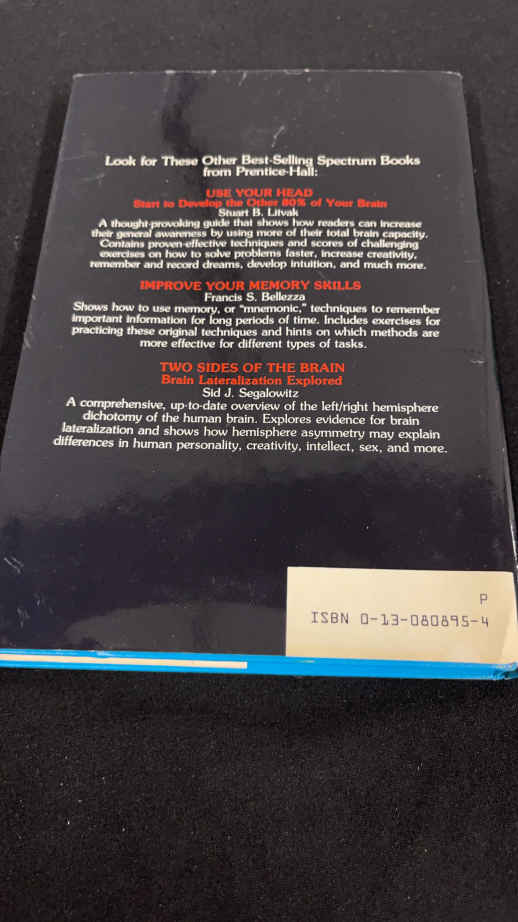 Look for These Other Best-Selling Spectrum Books
from Prentice-Hall:
USE YOUR HEAD
Start to Develop the Other 80% of Your Brain
Stuart B. Litvak
A thought-provoking guide that shows how readers can increase
their general awareness by using more of their total brain capacity.
Contains proven-effective techniques and scores of challenging
exercises on how to solve problems faster, increase creativity,
remember and record dreams, develop intuition, and much more.
IMPROVE YOUR MEMORY SKILLS
Francis S. Bellezza
Shows how to use memory, or “mnemonic,” techniques to remember
important information for long periods of time. Includes exercises for
practicing these original techniques and hints on which methods are
more effective for different types of tasks.
TWO SIDES OF THE BRAIN
Brain Lateralization Explored
Sid J. Segalowitz
A comprehensive, up-to-date overview of the left/right hemisphere
dichotomy of the human brain. Explores evidence for brain
lateralization and shows how hemisphere asymmetry may explain
differences in human personality, creativity, intellect, sex, and more.
P
ISBN 0-13-080895-4